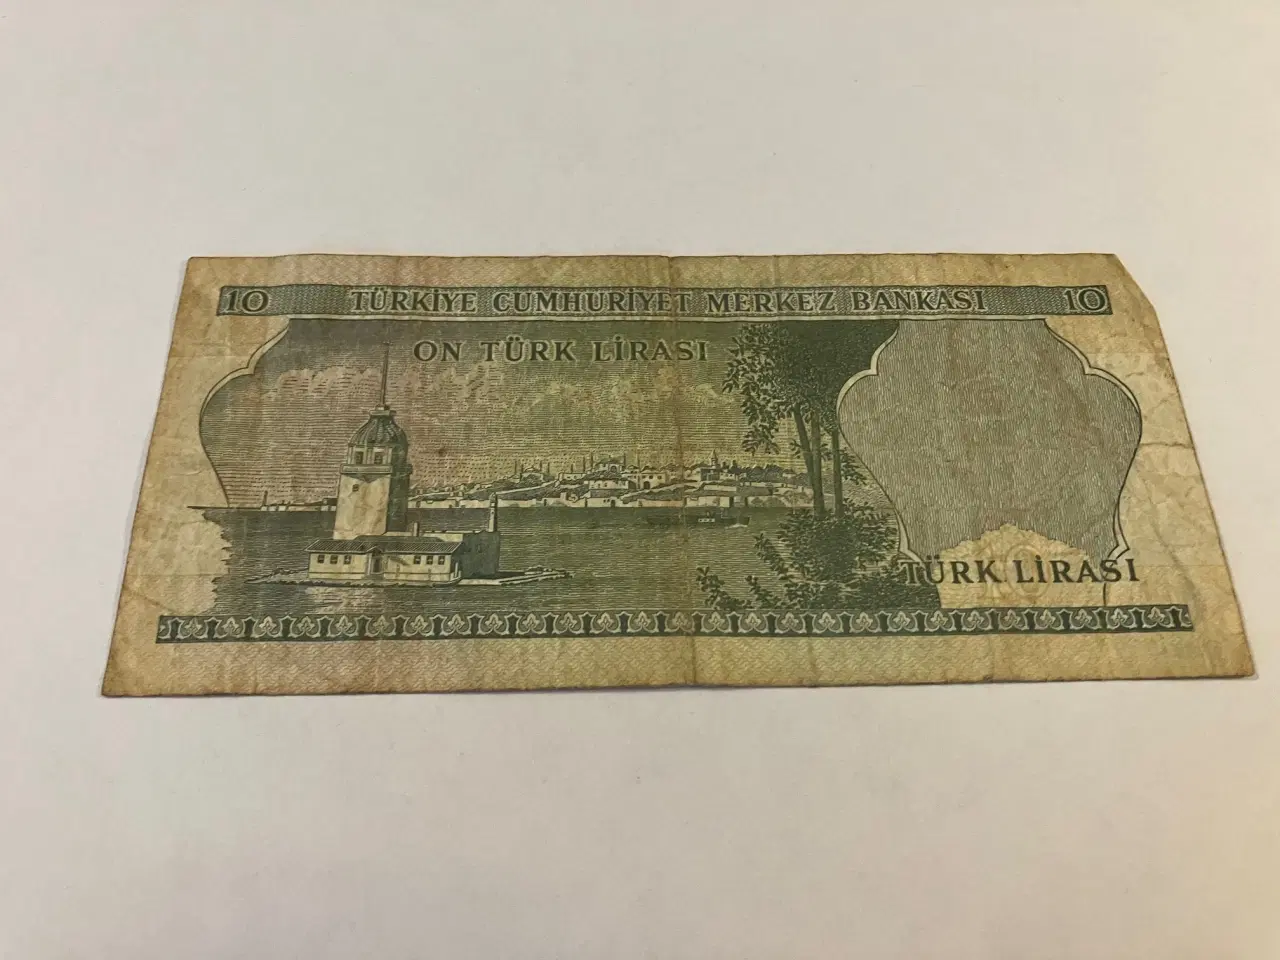 10 TÜRKİYE CUMHURİYET MERKEZ BANKASI 10
ON TÜRK LİRASI
TÜRK LİRASI